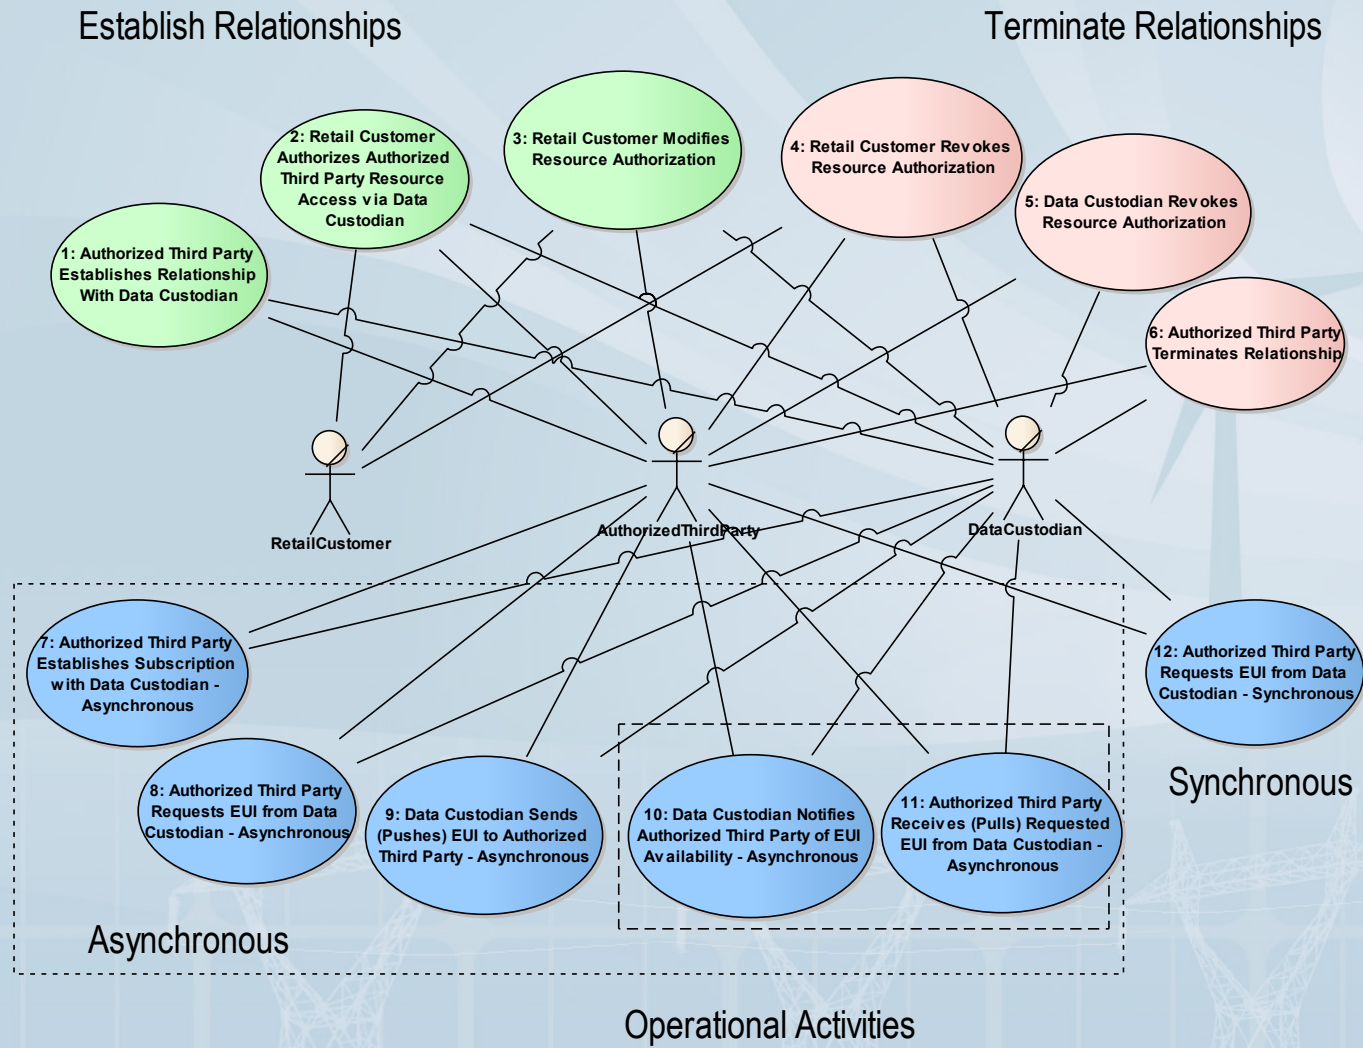 Establish Relationships
Terminate Relationships
2: Retail Customer
Authorizes Authorized
Third Party Resource
Access via Data
Custodian
3: Retail Customer Modifies
Resource Authorization
4: Retail Customer Revokes
Resource Authorization
5: Data Custodian Revokes
Resource Authorization
1: Authorized Third Party
Establishes Relationship
With Data Custodian
6: Authorized Third Party
Terminates Relationship
RetailCustomer
AuthorizedThirdParty
DataCustodian
7: Authorized Third Party
Establishes Subscription
with Data Custodian -
Asynchronous
12: Authorized Third Party
Requests EUI from Data
Custodian - Synchronous
8: Authorized Third Party
Requests EUI from Data
Custodian - Asynchronous
9: Data Custodian Sends
(Pushes) EUI to Authorized
Third Party - Asynchronous
10: Data Custodian Notifies
Authorized Third Party of EUI
Availability - Asynchronous
11: Authorized Third Party
Receives (Pulls) Requested
EUI from Data Custodian -
Asynchronous
Synchronous
Asynchronous
Operational Activities